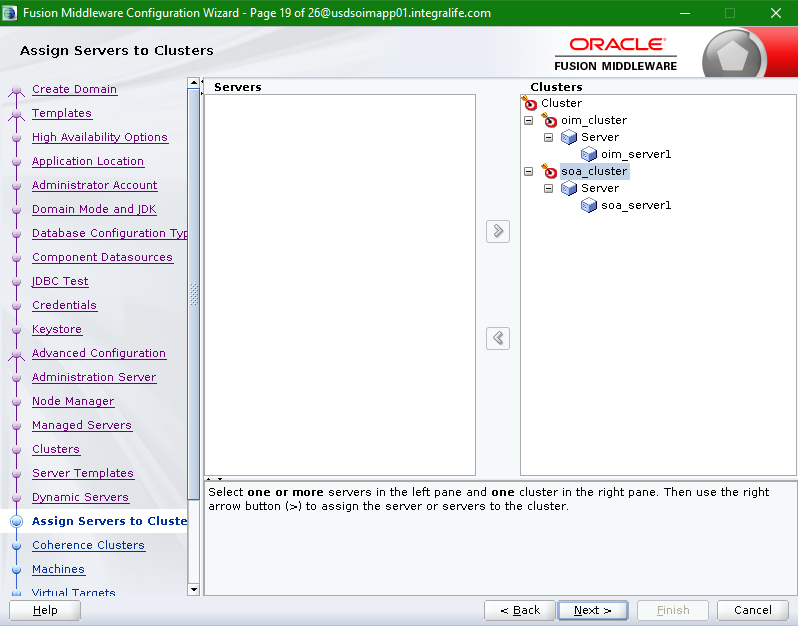 Fusion Middleware Configuration Wizard - Page 19 of 26@usdsoimapp01.integralife.com
Assign Servers to Clusters
ORACLE®
FUSION MIDDLEWARE
Create Domain
Templates
High Availability Options
Application Location
Administrator Account
Domain Mode and JDK
Database Configuration Typ
Component Datasources
JDBC Test
Credentials
Keystore
Advanced Configuration
Administration Server
Node Manager
Managed Servers
Clusters
Server Templates
Dynamic Servers
Assign Servers to Cluste
Coherence Clusters
Machines
Virtual Targets
Servers
Clusters
Cluster
oim_cluster
Server
oim_server1
soa_cluster
Server
soa_server1
Select one or more servers in the left pane and one cluster in the right pane. Then use the right
arrow button (>) to assign the server or servers to the cluster.
Help
< Back
Next >
Finish
Cancel